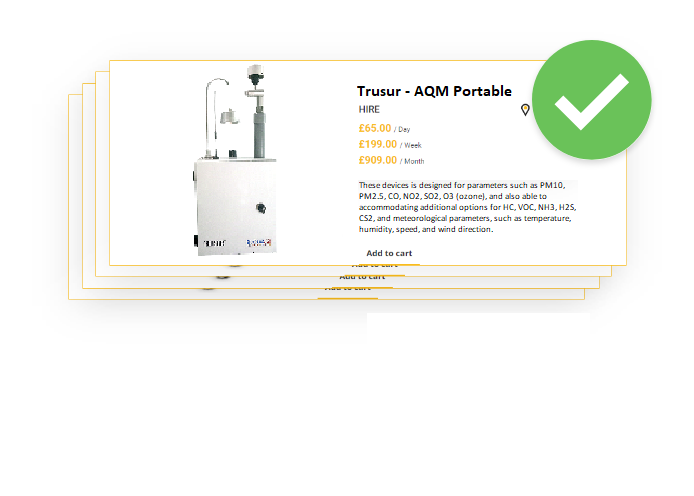 Trusur - AQM Portable
HIRE
£65.00 / Day
£199.00 / Week
£909.00 / Month
These devices is designed for parameters such as PM10,
PM2.5, CO, NO2, SO2, O3 (ozone), and also able to
accommodating additional options for HC, VOC, NH3, H2S,
CS2, and meteorological parameters, such as temperature,
humidity, speed, and wind direction.
Add to cart
Add to cart
Add to cart
Add to cart